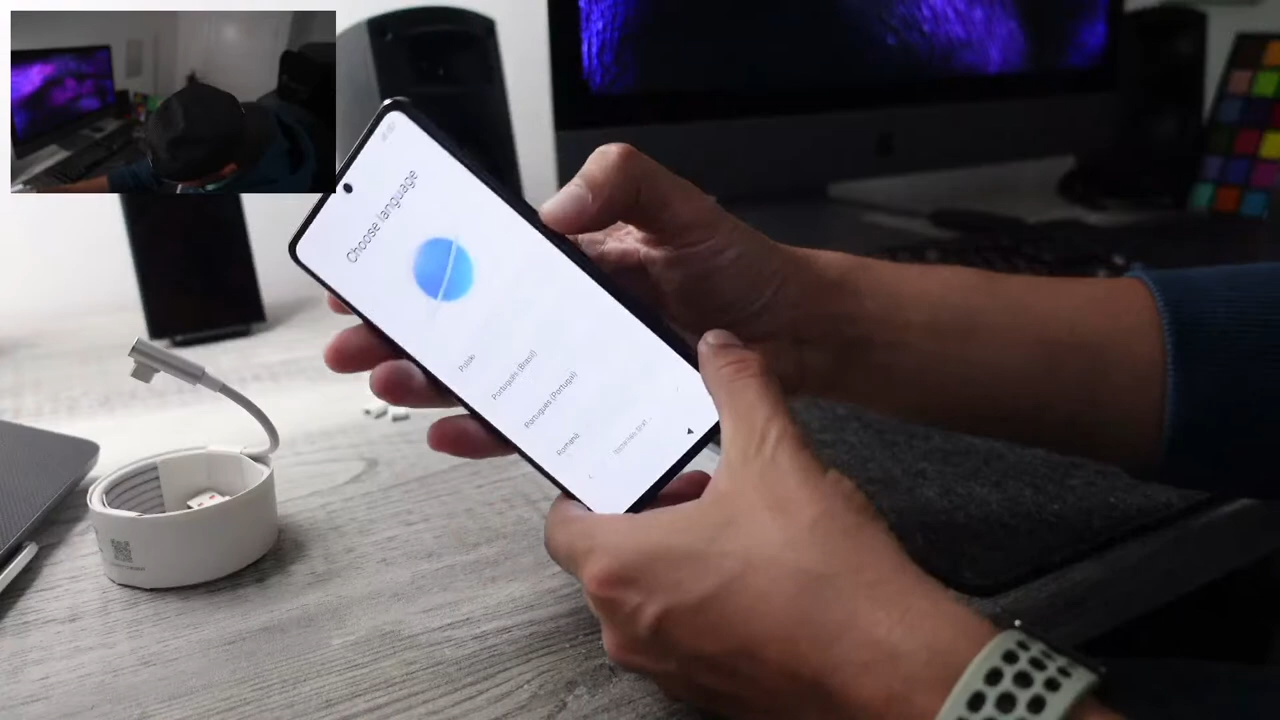 Choose language
Polski
Português (Brasil)
Português (Portugal)
Română